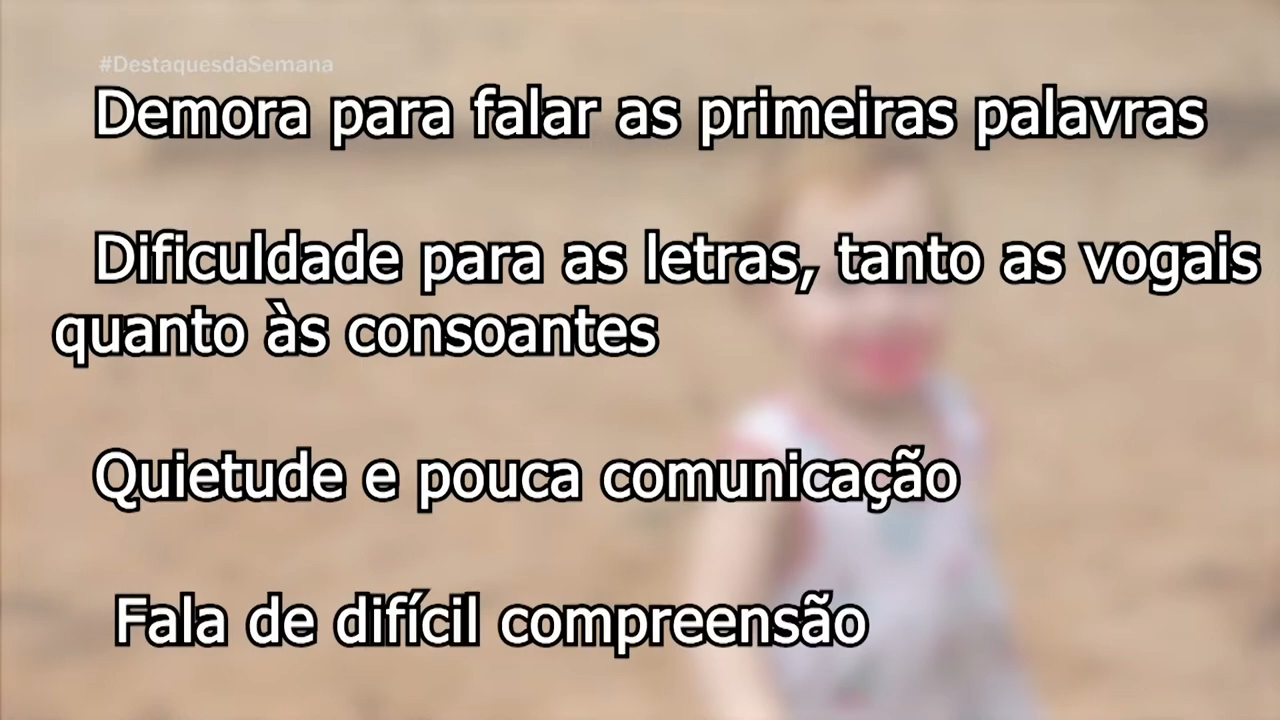 #DestaquesdaSemana
Demora para falar as primeiras palavras
Dificuldade para as letras, tanto as vogais
quanto às consoantes
Quietude e pouca comunicação
Fala de difícil compreensão